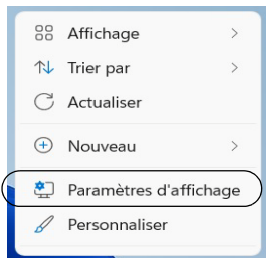 Affichage
Trier par
Actualiser
Nouveau
Paramètres d'affichage
Personnaliser